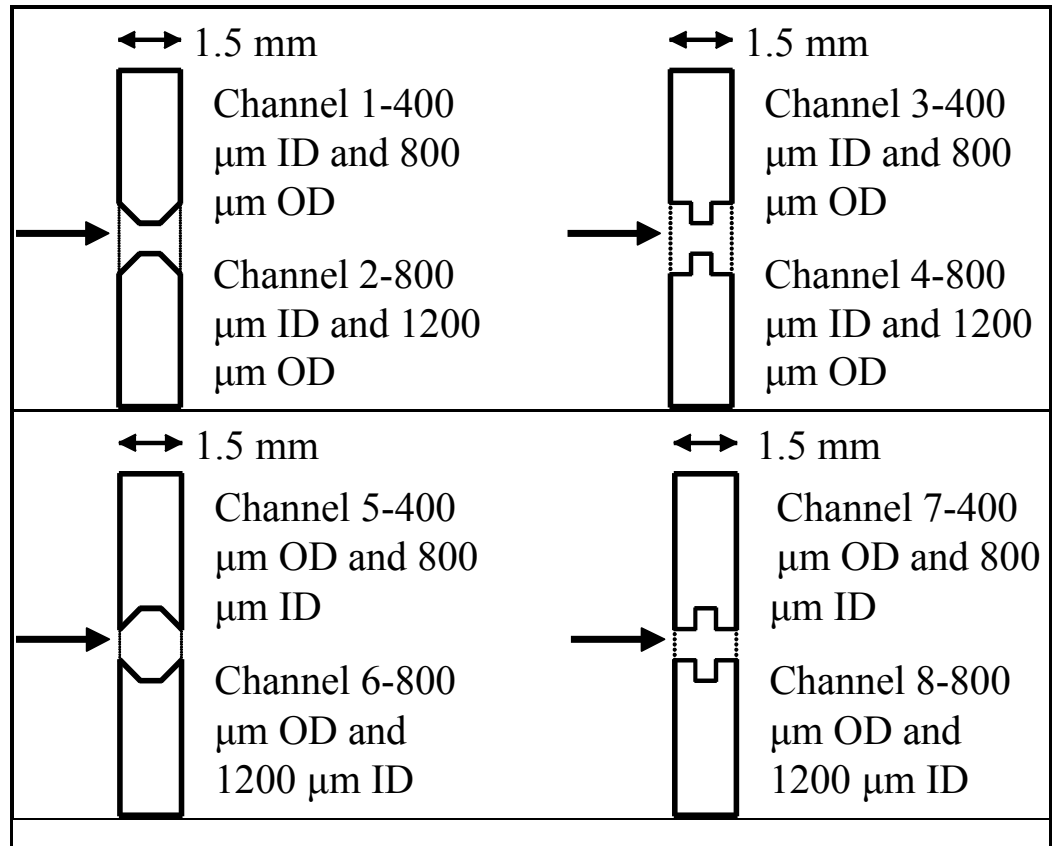 1.5 mm
Channel 1-400
μm ID and 800
μm OD
Channel 2-800
μm ID and 1200
μm OD
1.5 mm
Channel 3-400
μm ID and 800
μm OD
Channel 4-800
μm ID and 1200
μm OD
1.5 mm
Channel 5-400
μm OD and 800
μm ID
Channel 6-800
μm OD and
1200 μm ID
1.5 mm
Channel 7-400
μm OD and 800
μm ID
Channel 8-800
μm OD and
1200 μm ID